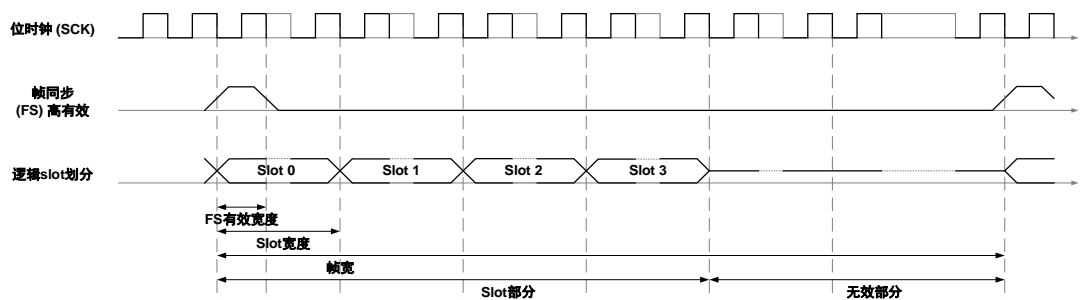 位时钟 (SCK)
帧同步
(FS) 高有效
逻辑slot划分
Slot 0
Slot 1
Slot 2
Slot 3
FS有效宽度
Slot宽度
帧宽
Slot部分
无效部分